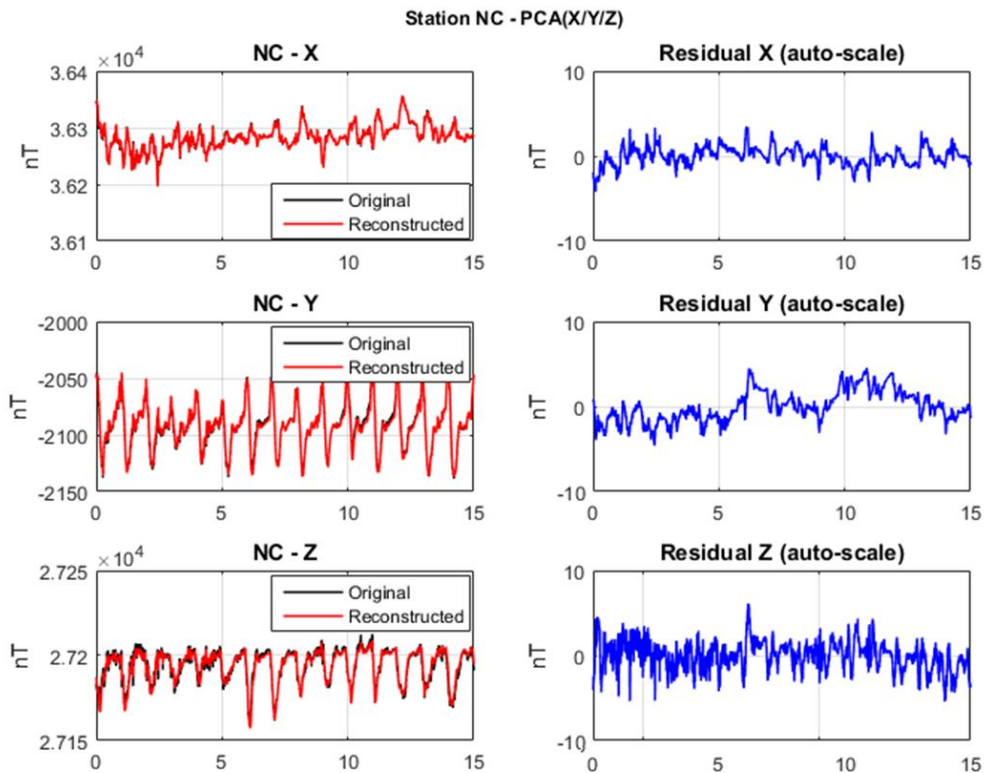 Station NC - PCA(X/Y/Z)
NC - X
× 10⁴
3.64
3.63
3.62
3.61
nT
Original
Reconstructed
0 5 10 15
Residual X (auto-scale)
10
0
-10
nT
0 5 10 15
NC - Y
-2000
-2050
-2100
-2150
nT
Original
Reconstructed
0 5 10 15
Residual Y (auto-scale)
10
0
-10
nT
0 5 10 15
NC - Z
× 10⁴
2.725
2.72
2.715
nT
Original
Reconstructed
0 5 10 15
Residual Z (auto-scale)
10
0
-10
nT
0 5 10 15